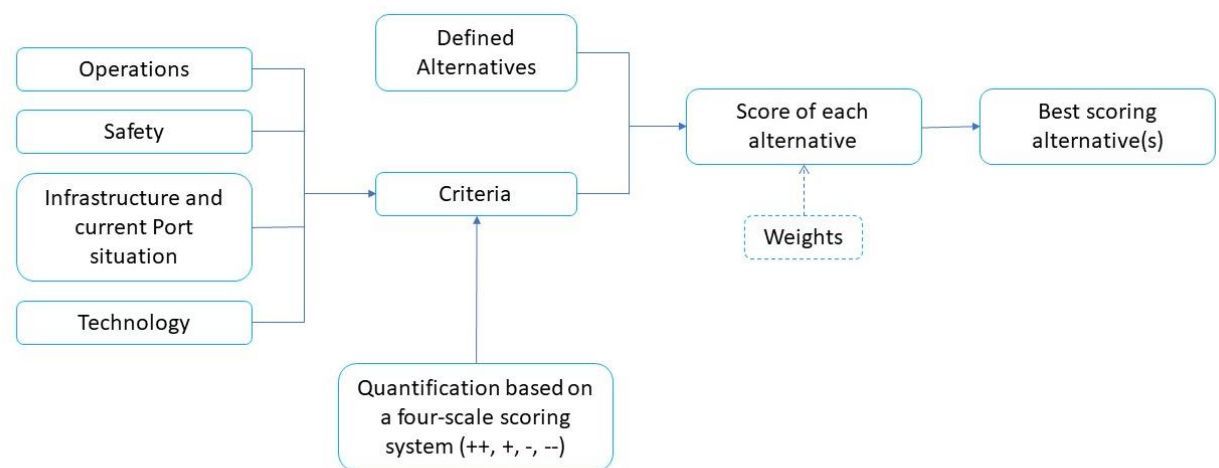 Operations
Safety
Infrastructure and
current Port
situation
Technology
Defined
Alternatives
Criteria
Quantification based on
a four-scale scoring
system (++, +, -, --)
Score of each
alternative
Weights
Best scoring
alternative(s)